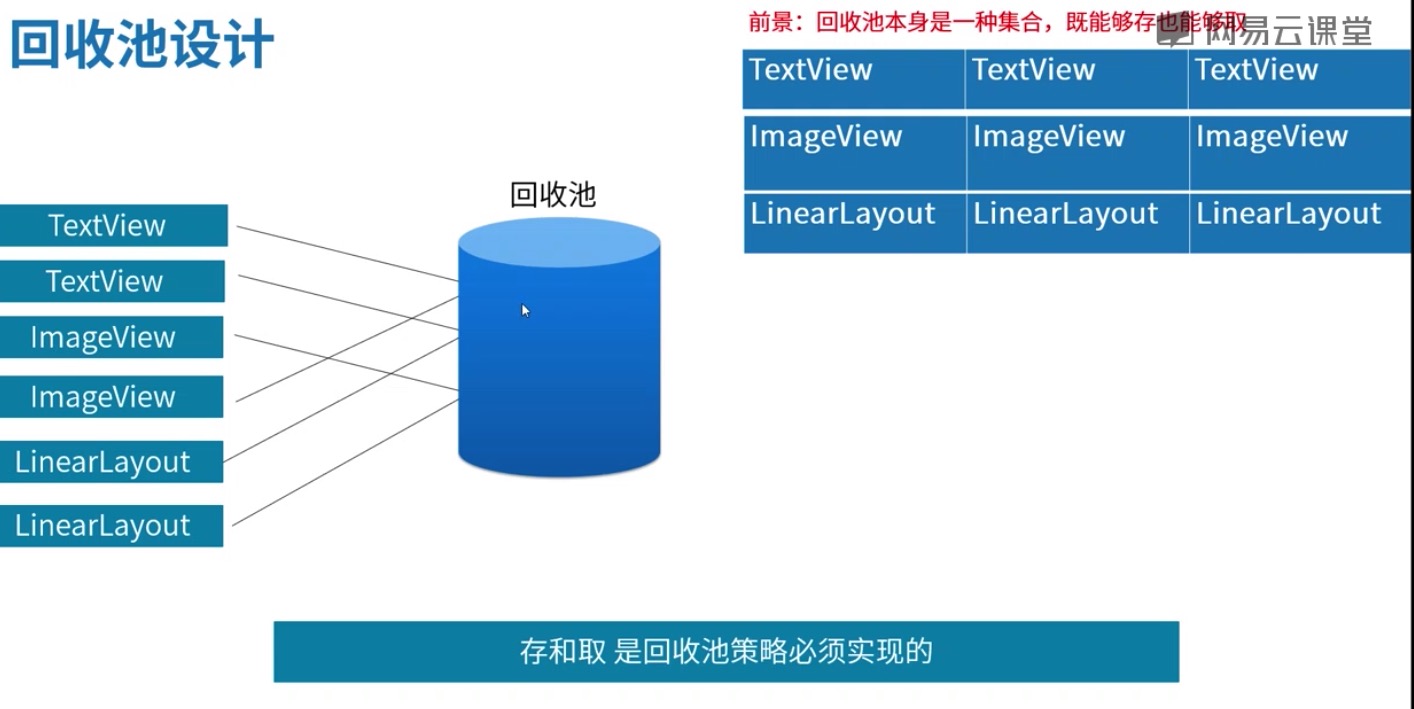 回收池设计
前景：回收池本身是一种集合，既能够存也能够取
网易云课堂
TextView TextView TextView
ImageView ImageView ImageView
LinearLayout LinearLayout LinearLayout
回收池
TextView
TextView
ImageView
ImageView
LinearLayout
LinearLayout
存和取 是回收池策略必须实现的